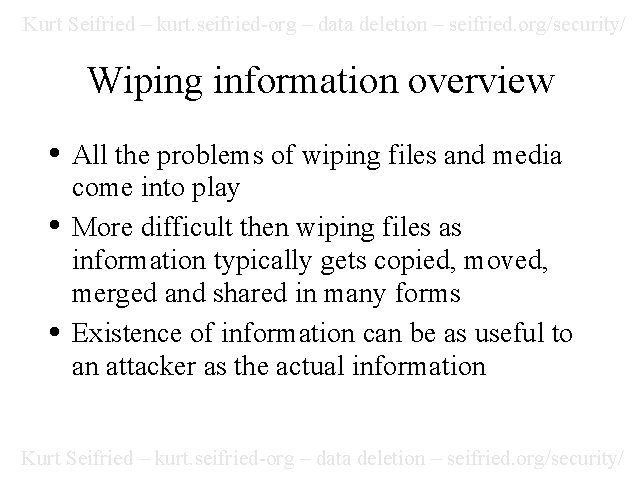 Kurt Seifried – kurt.seifried-org – data deletion – seifried.org/security/
Wiping information overview
• All the problems of wiping files and media
come into play
• More difficult then wiping files as
information typically gets copied, moved,
merged and shared in many forms
• Existence of information can be as useful to
an attacker as the actual information
Kurt Seifried – kurt.seifried-org – data deletion – seifried.org/security/